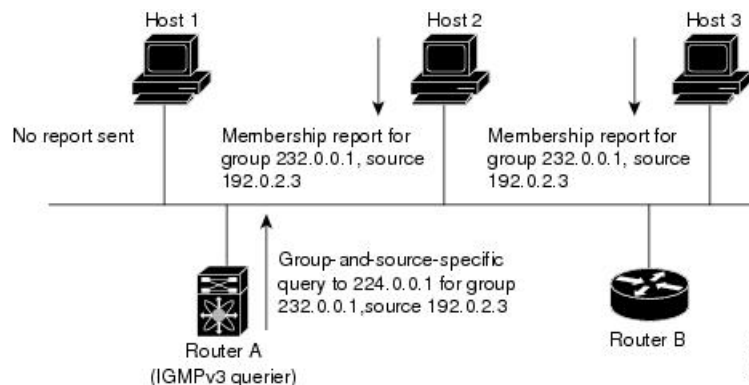 Host 1
Host 2
Host 3
No report sent
Membership report for
group 232.0.0.1, source
192.0.2.3
Membership report for
group 232.0.0.1, source
192.0.2.3
Group-and-source-specific
query to 224.0.0.1 for group
232.0.0.1,source 192.0.2.3
Router A
(IGMPv3 querier)
Router B